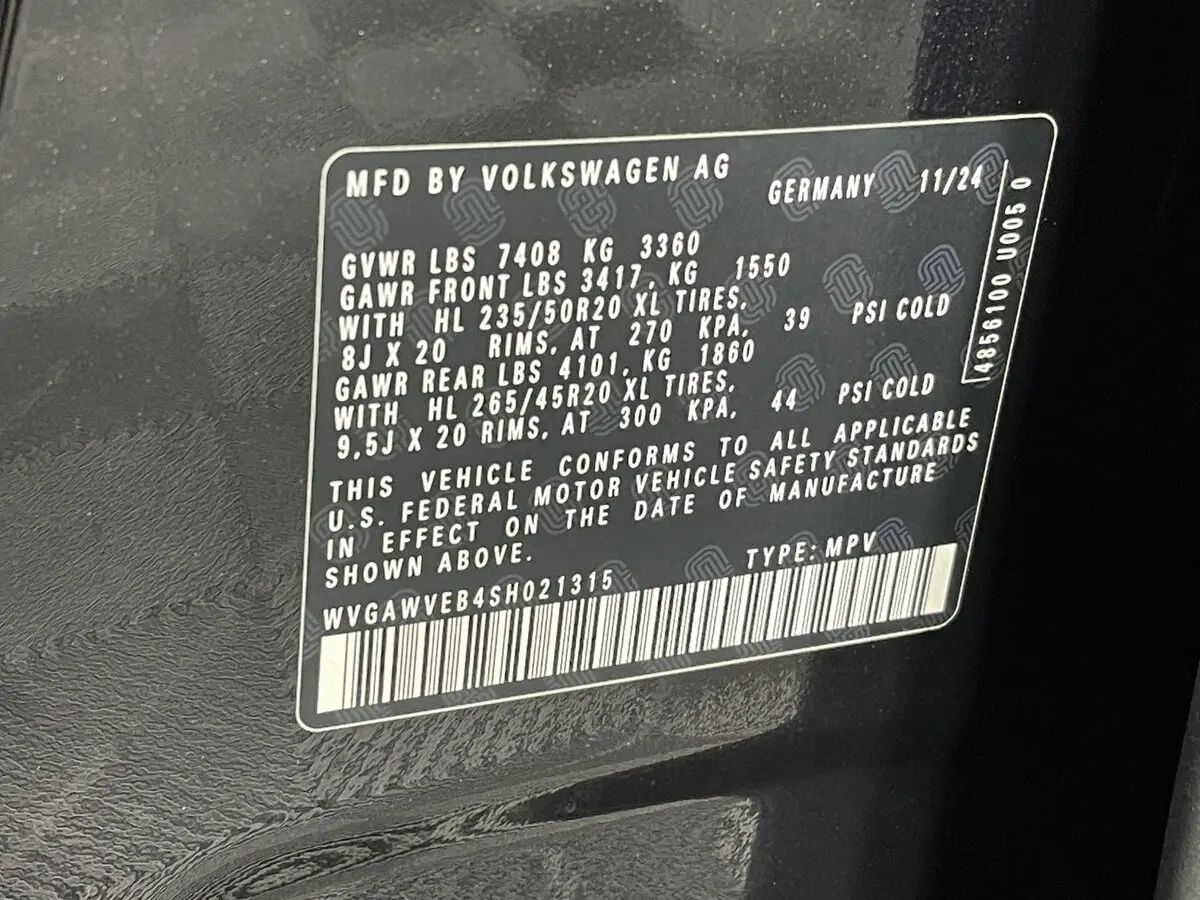 MFD BY VOLKSWAGEN AG GERMANY 11/24
GVWR LBS 7408 KG 3360
GAWR FRONT LBS 3417, KG 1550
WITH HL 235/50R20 XL TIRES,
8J X 20 RIMS, AT 270 KPA, 39 PSI COLD
GAWR REAR LBS 4101, KG 1860
WITH HL 265/45R20 XL TIRES,
9,5J X 20 RIMS, AT 300 KPA, 44 PSI COLD
THIS VEHICLE CONFORMS TO ALL APPLICABLE
U.S. FEDERAL MOTOR VEHICLE SAFETY STANDARDS
IN EFFECT ON THE DATE OF MANUFACTURE
SHOWN ABOVE.
WVGAWVEB4SH021315 TYPE: MPV
4856100 U005 0